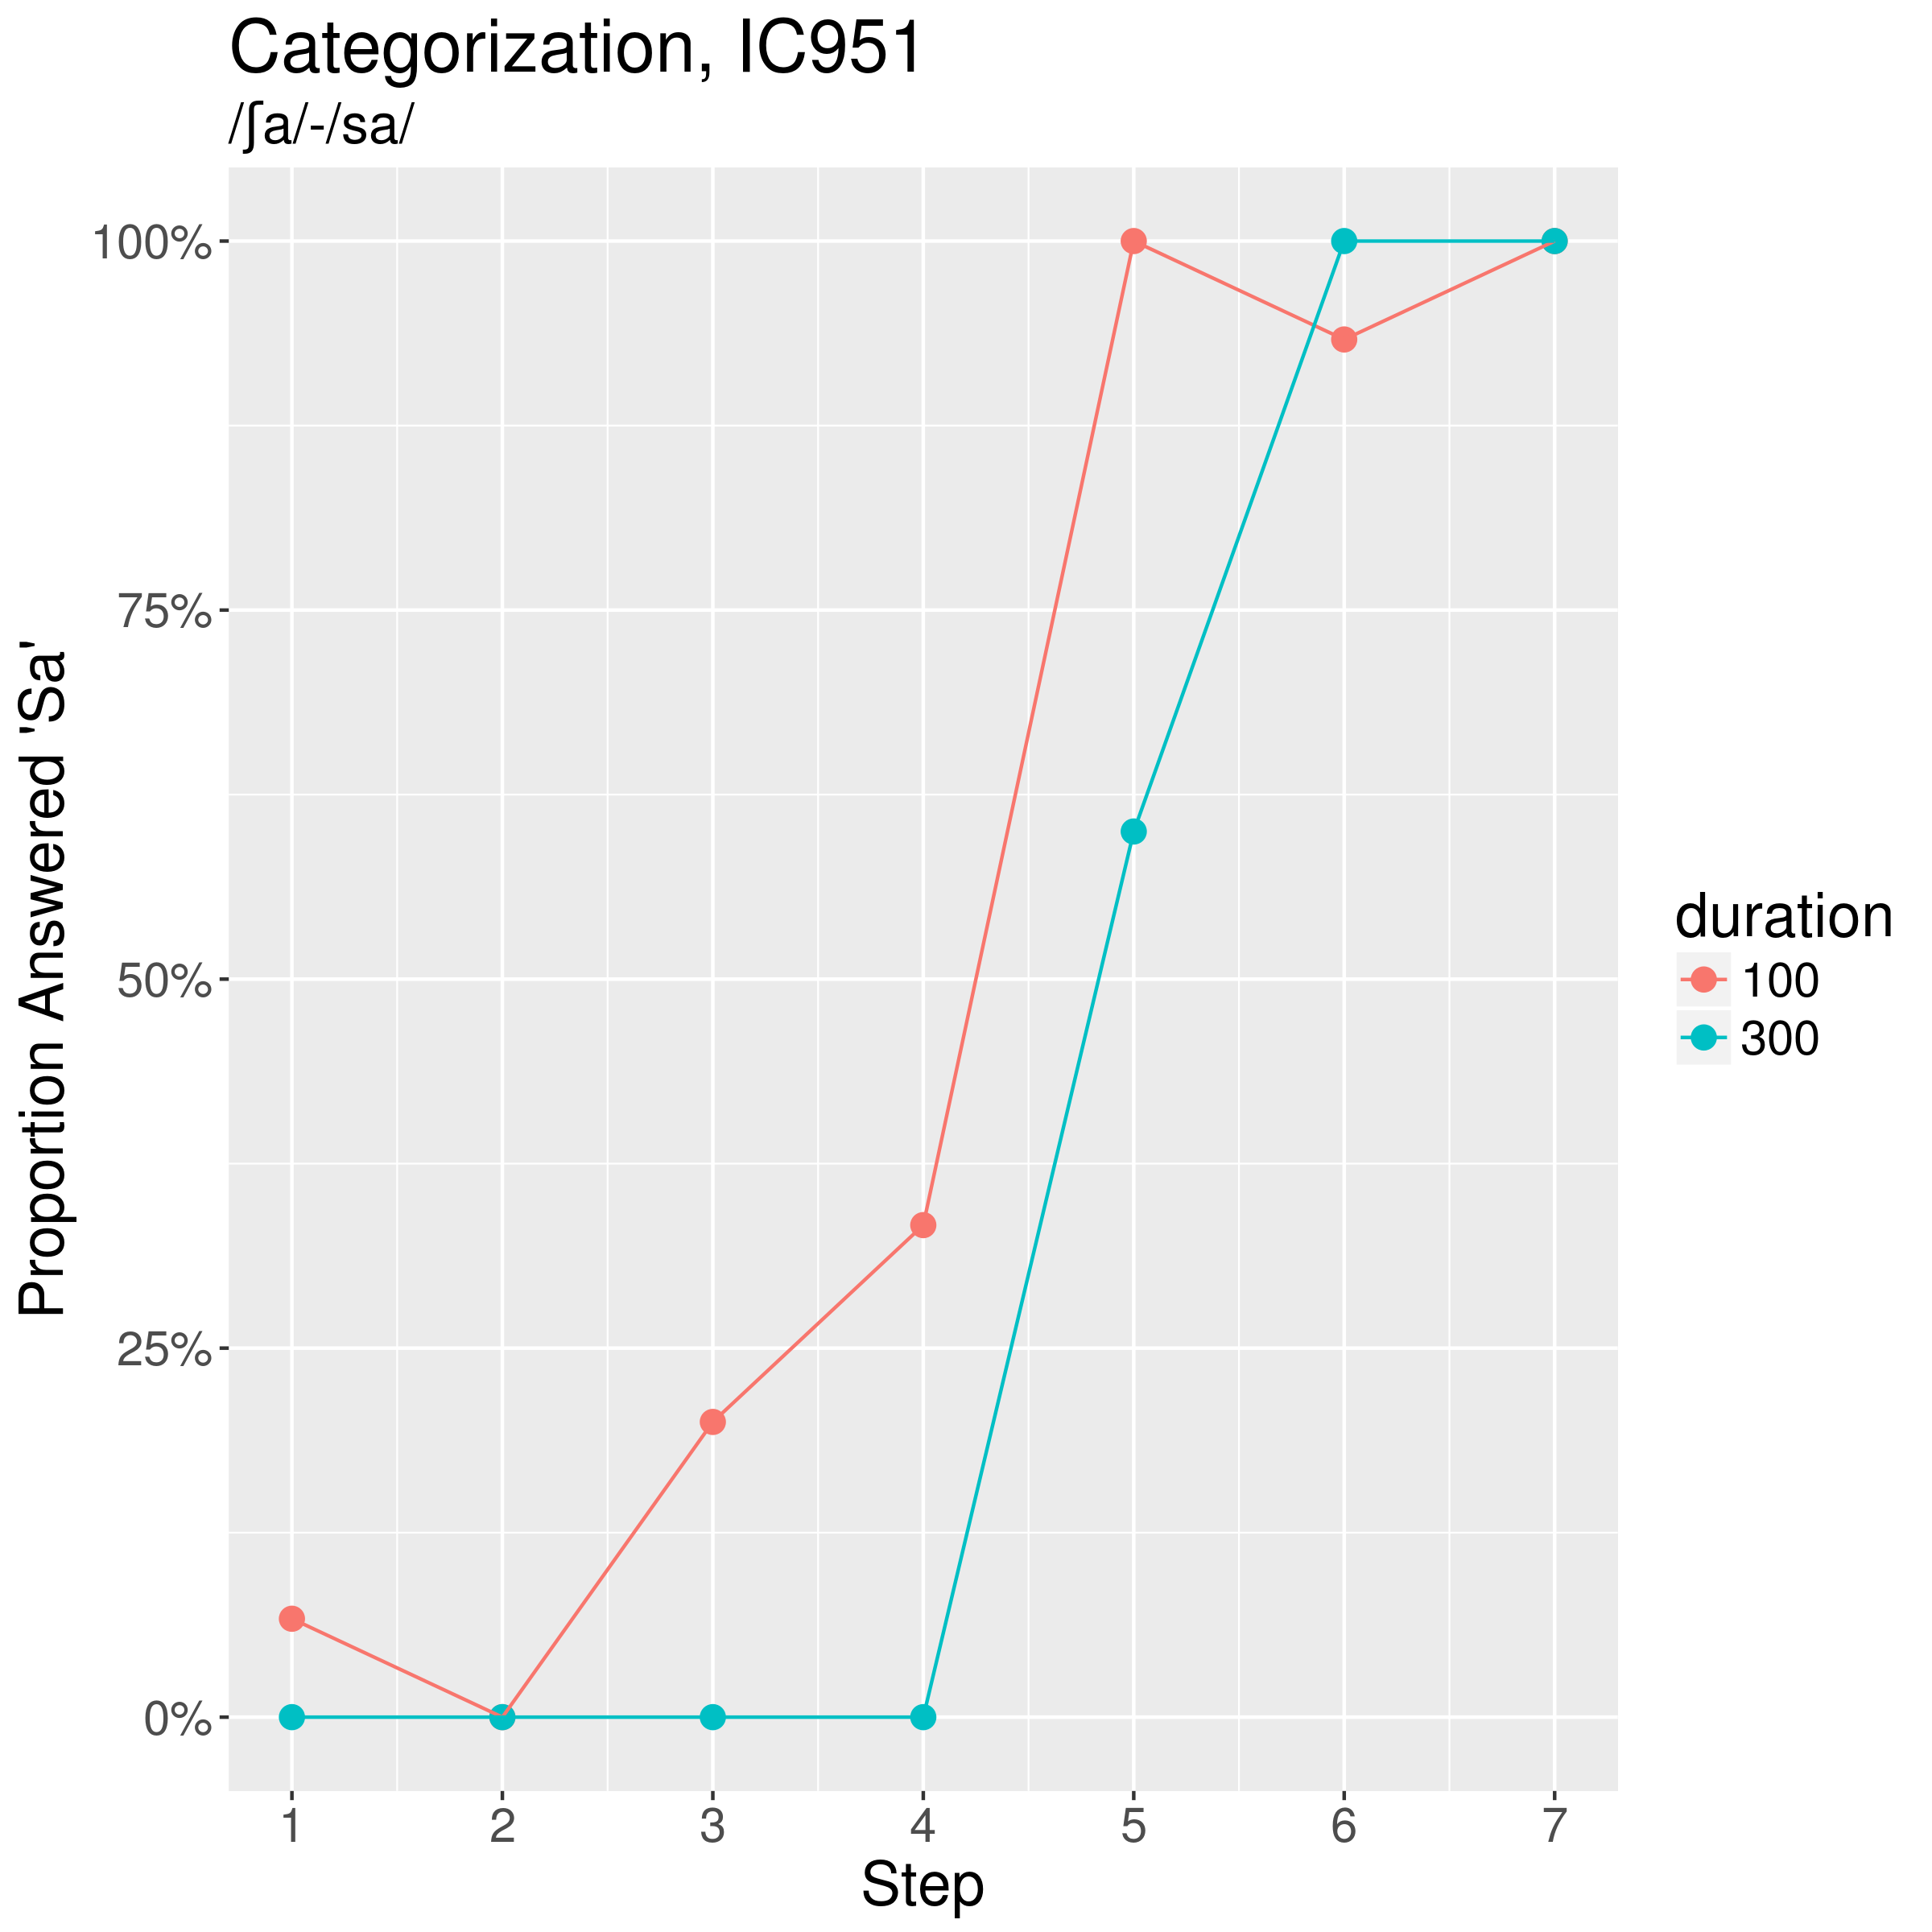 Categorization, IC951
/ʃa/-/sa/
Proportion Answered 'Sa'
100%
75%
50%
25%
0%
1 2 3 4 5 6 7
Step
duration
100
300